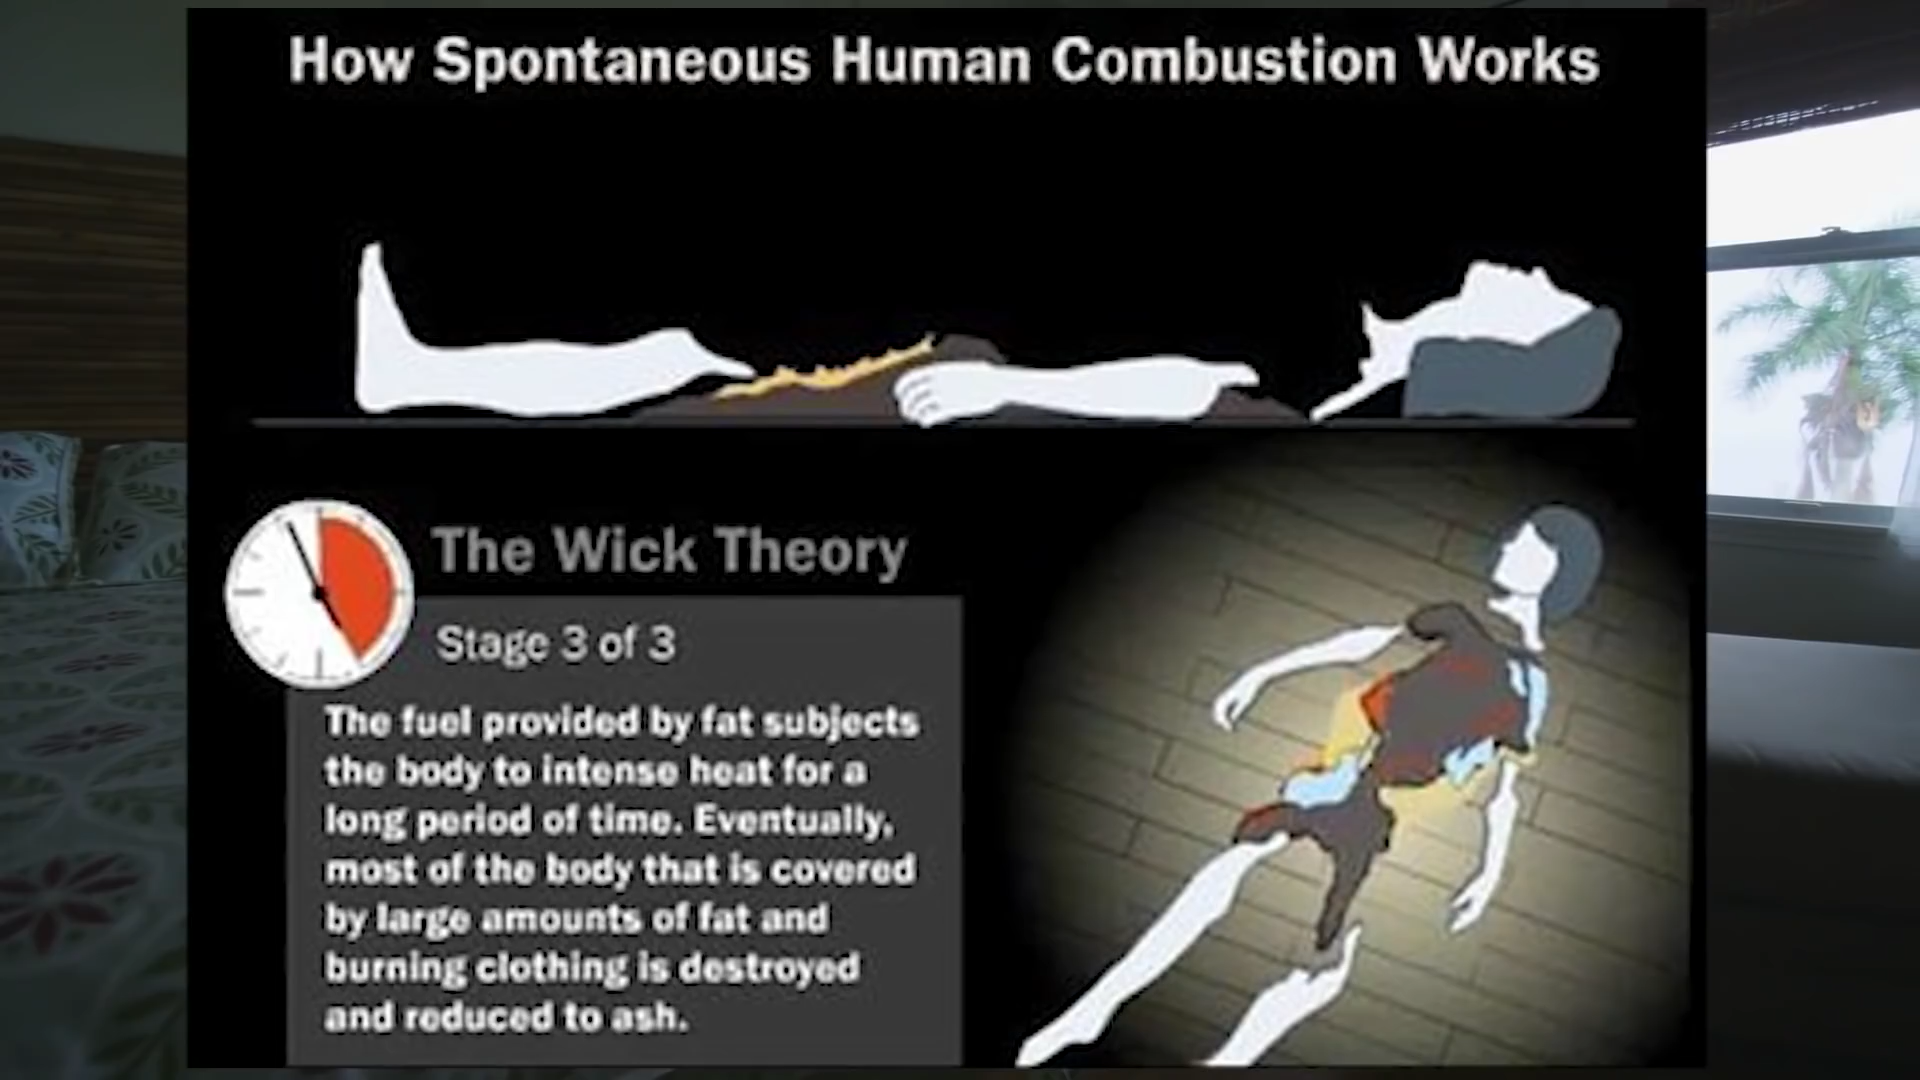 How Spontaneous Human Combustion Works
The Wick Theory
Stage 3 of 3
The fuel provided by fat subjects
the body to intense heat for a
long period of time. Eventually,
most of the body that is covered
by large amounts of fat and
burning clothing is destroyed
and reduced to ash.